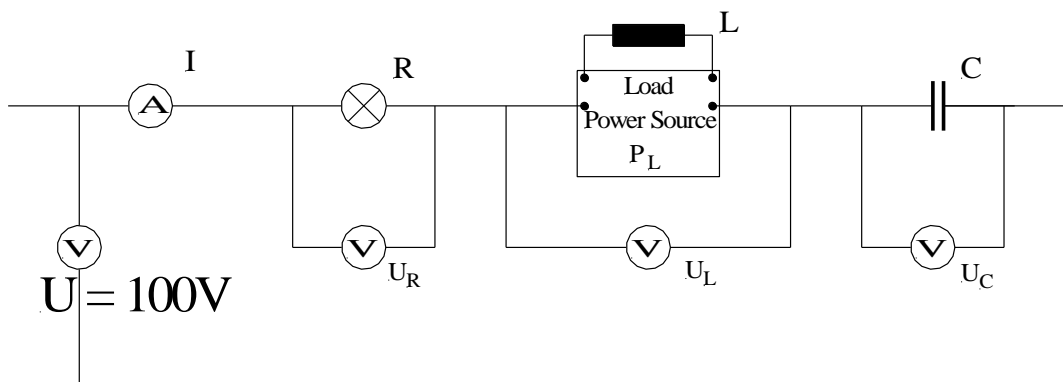 L
I
R
C
A
Load
Power Source
P_L
V
V
V
V
U_R
U_L
U_C
U = 100V